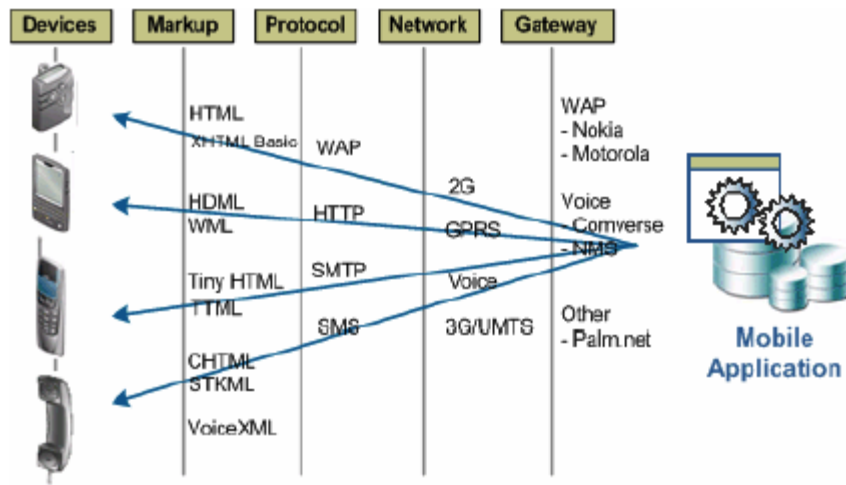 Devices
Markup
Protocol
Network
Gateway
HTML
XHTML Basic
HDML
WML
Tiny HTML
TTML
CHTML
STKML
VoiceXML
WAP
HTTP
SMTP
SMS
2G
GPRS
Voice
3G/UMTS
WAP
- Nokia
- Motorola
Voice
- Comverse
- NMS
Other
- Palm.net
Mobile
Application